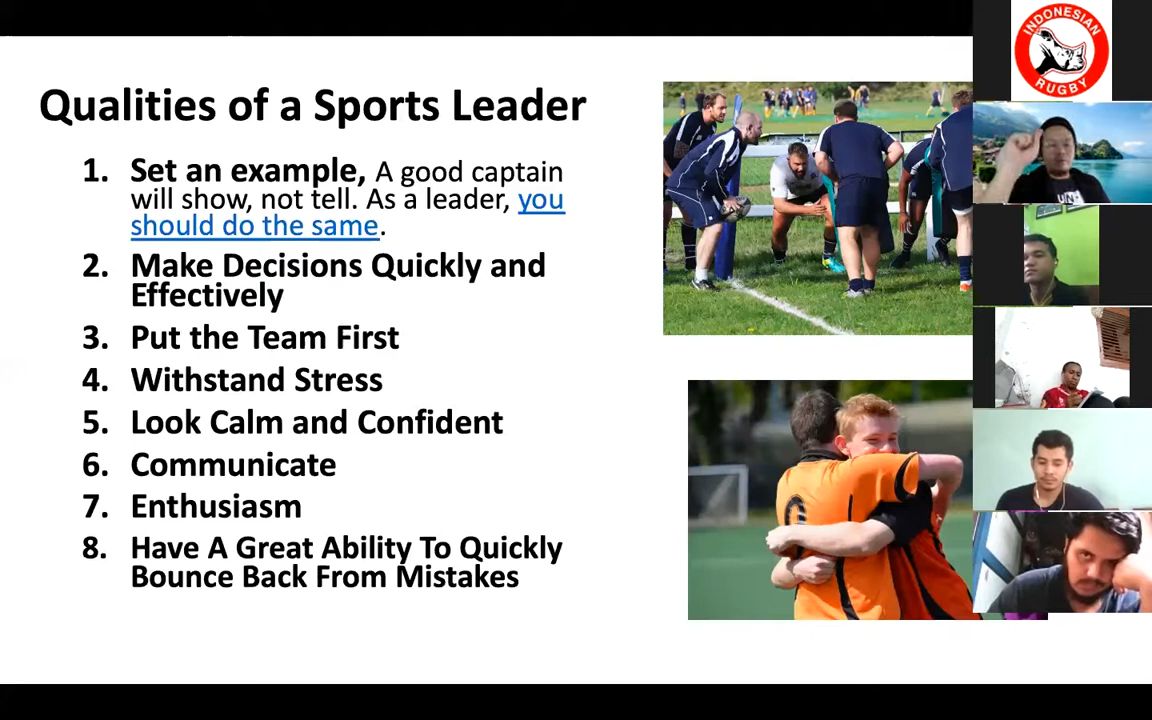 Qualities of a Sports Leader
1. Set an example, A good captain
will show, not tell. As a leader, you
should do the same.
2. Make Decisions Quickly and
Effectively
3. Put the Team First
4. Withstand Stress
5. Look Calm and Confident
6. Communicate
7. Enthusiasm
8. Have A Great Ability To Quickly
Bounce Back From Mistakes
INDONESIAN
RUGBY